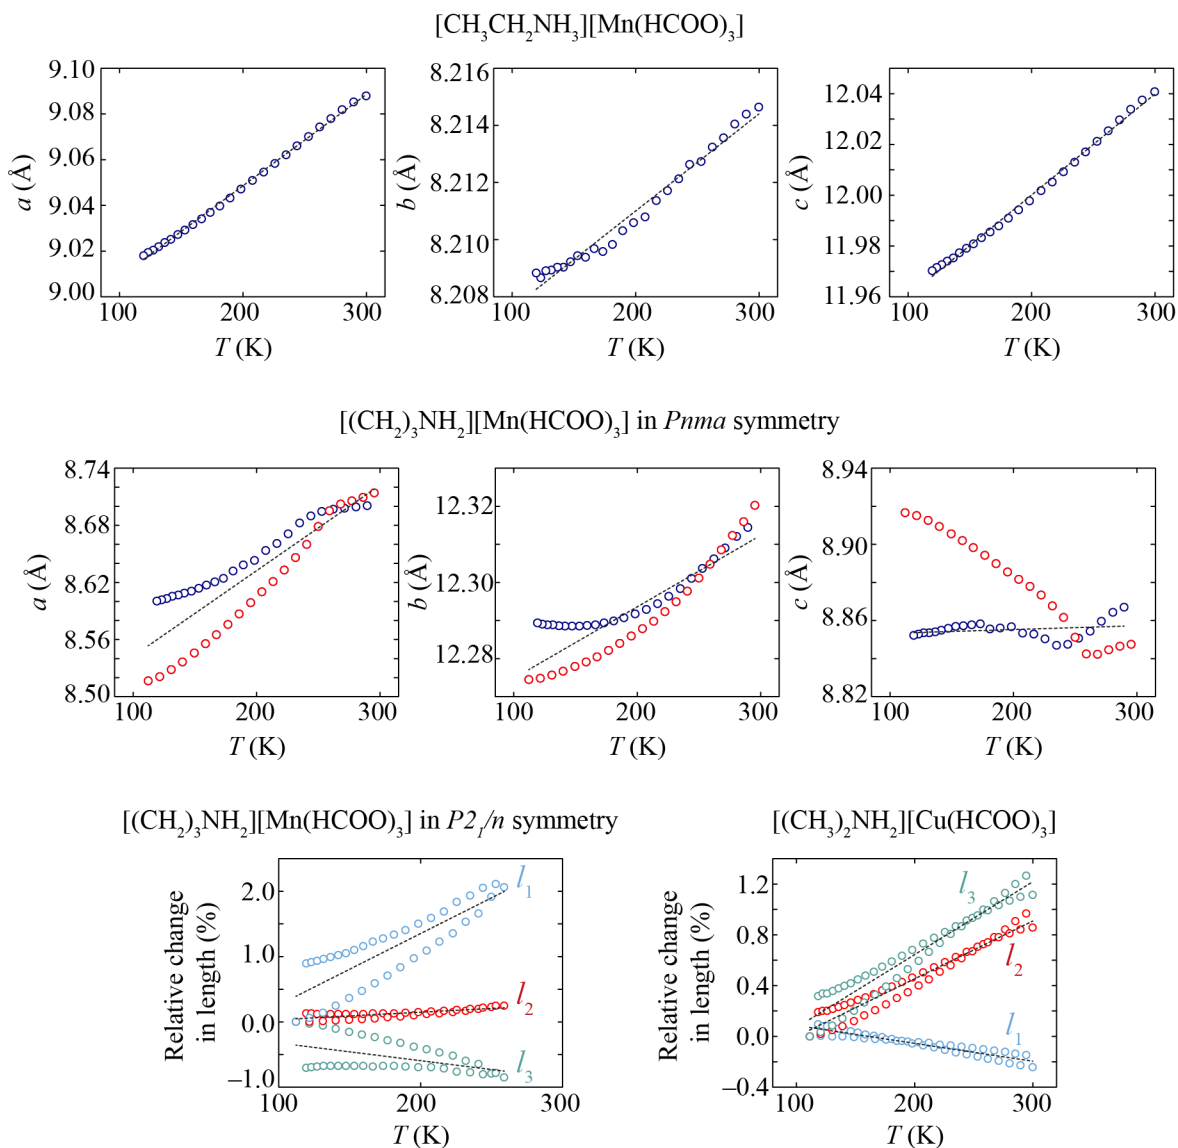 [CH₃CH₂NH₃][Mn(HCOO)₃]
9.10
9.08
9.06
9.04
9.02
9.00
a (Å)
100 200 300
T (K)
8.216
8.214
8.212
8.210
8.208
b (Å)
100 200 300
T (K)
12.04
12.02
12.00
11.98
11.96
c (Å)
100 200 300
T (K)
[(CH₂)₃NH₂][Mn(HCOO)₃] in Pnma symmetry
8.74
8.68
8.62
8.56
8.50
a (Å)
100 200 300
T (K)
12.32
12.30
12.28
b (Å)
100 200 300
T (K)
8.94
8.90
8.86
8.82
c (Å)
100 200 300
T (K)
[(CH₂)₃NH₂][Mn(HCOO)₃] in P2₁/n symmetry
2.0
1.0
0.0
–1.0
Relative change
in length (%)
l₁
l₂
l₃
100 200 300
T (K)
[(CH₃)₂NH₂][Cu(HCOO)₃]
1.2
0.8
0.4
0.0
–0.4
Relative change
in length (%)
l₃
l₂
l₁
100 200 300
T (K)